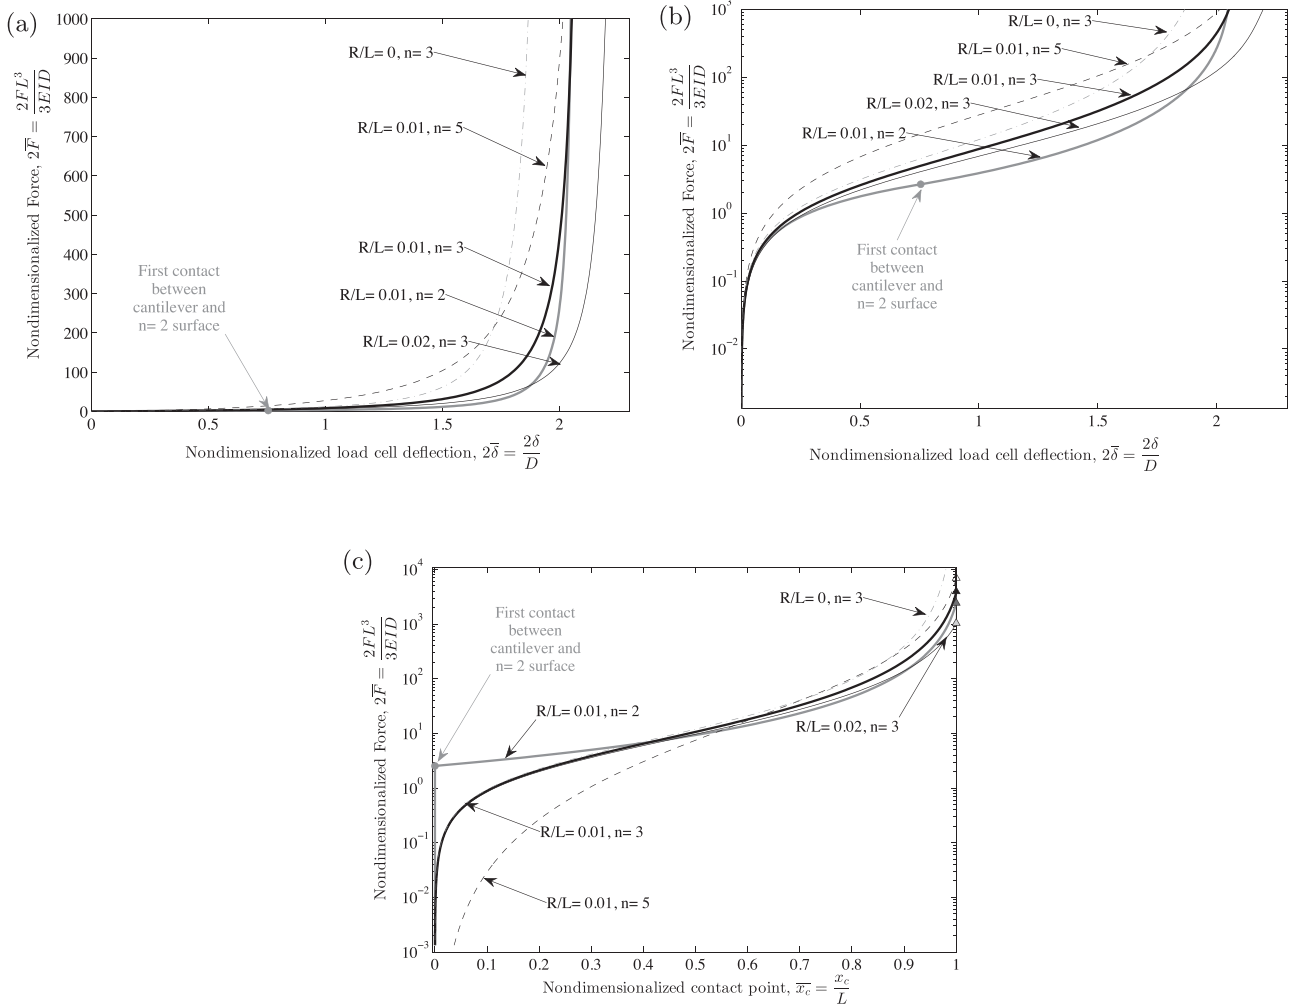 (a)
1000
900
800
700
600
500
400
300
200
100
0
Nondimensionalized Force, 2F̅ = 2FL³/3EID
R/L= 0, n= 3
R/L= 0.01, n= 5
R/L= 0.01, n= 3
R/L= 0.01, n= 2
R/L= 0.02, n= 3
First contact
between
cantilever and
n= 2 surface
0 0.5 1 1.5 2
Nondimensionalized load cell deflection, 2δ̅ = 2δ/D
(b)
10³
10²
10¹
10⁰
10⁻¹
10⁻²
Nondimensionalized Force, 2F̅ = 2FL³/3EID
R/L= 0, n= 3
R/L= 0.01, n= 5
R/L= 0.01, n= 3
R/L= 0.02, n= 3
R/L= 0.01, n= 2
First contact
between
cantilever and
n= 2 surface
0 0.5 1 1.5 2
Nondimensionalized load cell deflection, 2δ̅ = 2δ/D
(c)
10⁴
10³
10²
10¹
10⁰
10⁻¹
10⁻²
10⁻³
Nondimensionalized Force, 2F̅ = 2FL³/3EID
First contact
between
cantilever and
n= 2 surface
R/L= 0, n= 3
R/L= 0.01, n= 2
R/L= 0.02, n= 3
R/L= 0.01, n= 3
R/L= 0.01, n= 5
0 0.1 0.2 0.3 0.4 0.5 0.6 0.7 0.8 0.9 1
Nondimensionalized contact point, x̅c̅ = xc/L